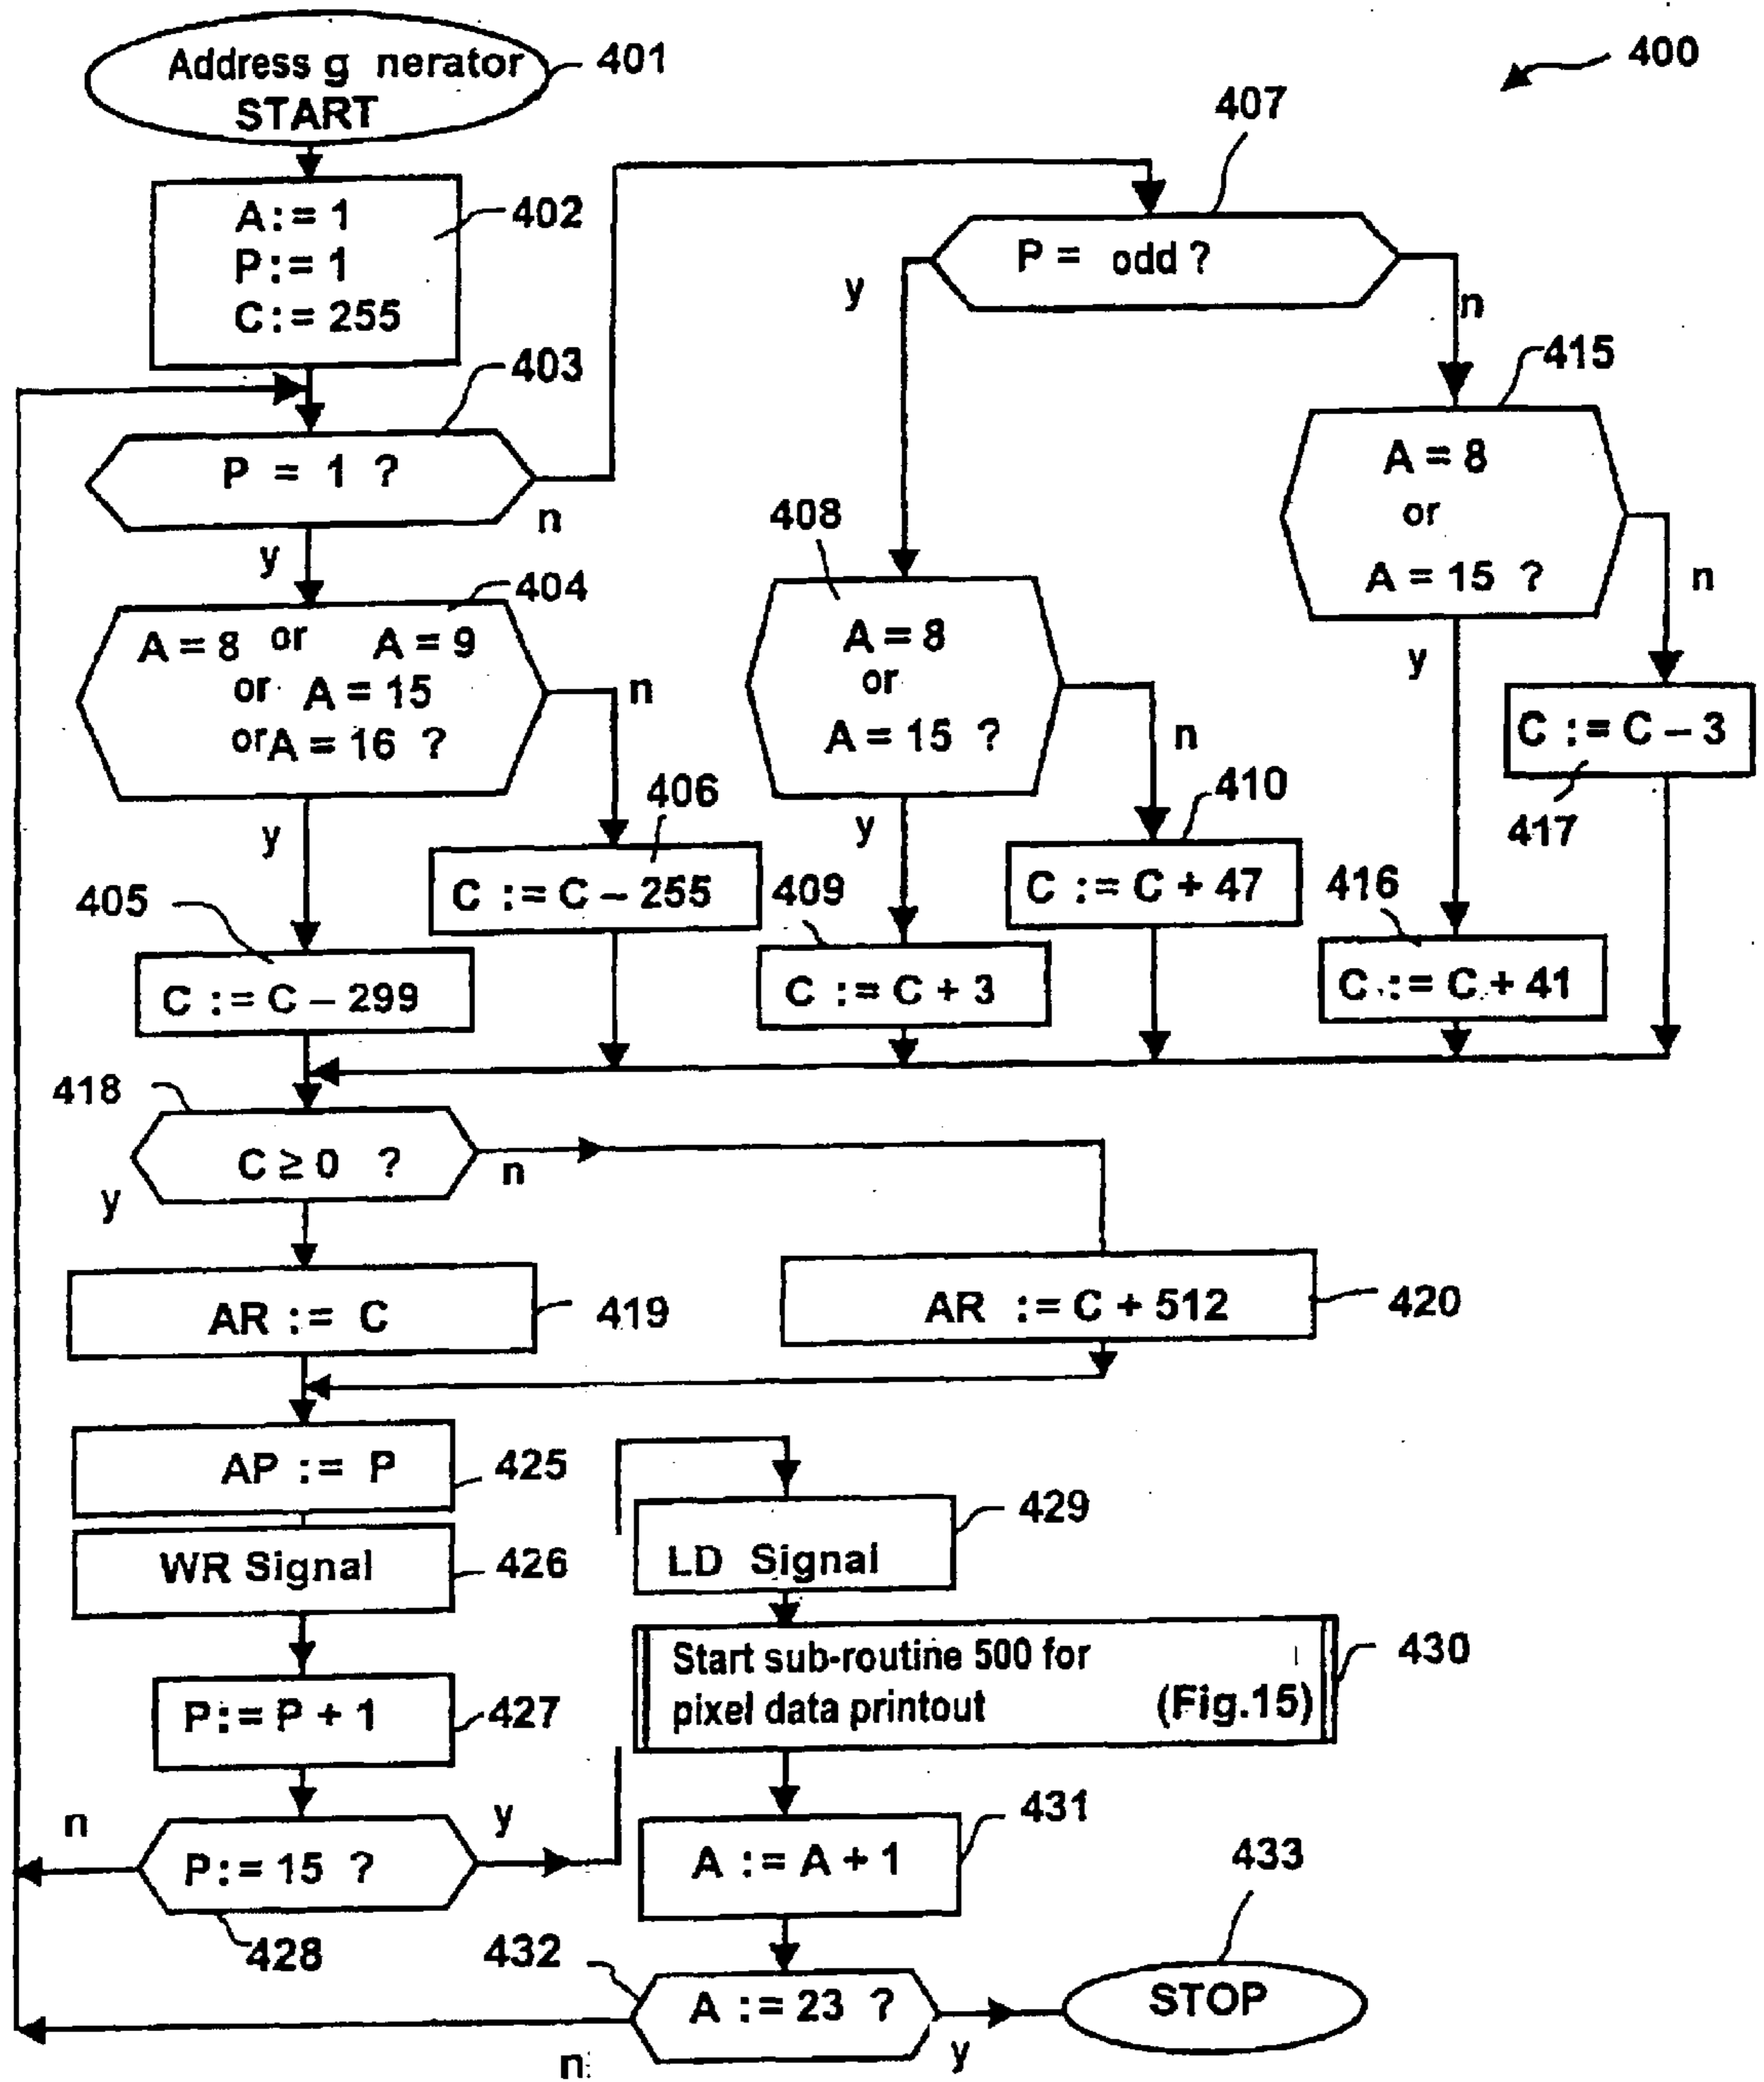 Address g nerator
START
401
400
407
A := 1
P := 1
C := 255
402
P = odd ?
y
n
403
P = 1 ?
n
y
415
A = 8
or
A = 15 ?
n
y
404
A = 8 or A = 9
or A = 15
or A = 16 ?
n
y
408
A = 8
or
A = 15 ?
n
y
C := C – 3
417
406
C := C – 255
410
C := C + 47
405
C := C – 299
409
C := C + 3
416
C := C + 41
418
C ≥ 0 ?
n
y
AR := C
419
AR := C + 512
420
AP := P
425
WR Signal
426
LD Signal
429
P := P + 1
427
Start sub-routine 500 for
pixel data printout (Fig.15)
430
n
P := 15 ?
y
428
A := A + 1
431
432
A := 23 ?
n
y
433
STOP